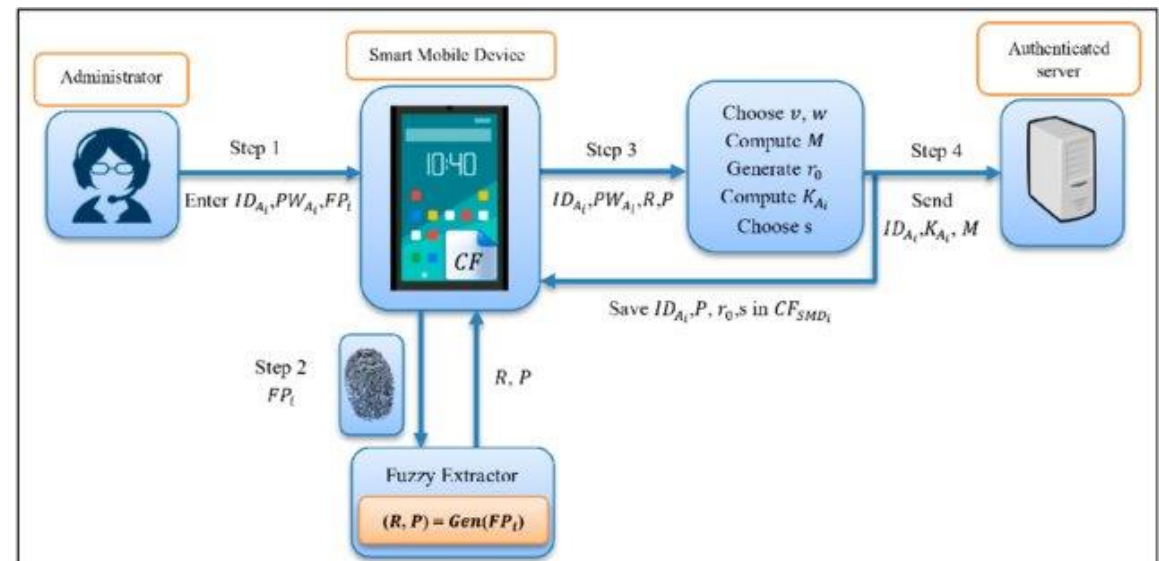 Administrator
Smart Mobile Device
Authenticated
server
Step 1
Enter ID_{A_i},PW_{A_i},FP_i
10:40
CF
Step 3
ID_{A_i},PW_{A_i},R,P
Choose v, w
Compute M
Generate r_0
Compute K_{A_i}
Choose s
Step 4
Send
ID_{A_i},K_{A_i}, M
Save ID_{A_i},P, r_0,s in CF_{SMD_i}
Step 2
FP_i
R, P
Fuzzy Extractor
(R, P) = Gen(FP_i)